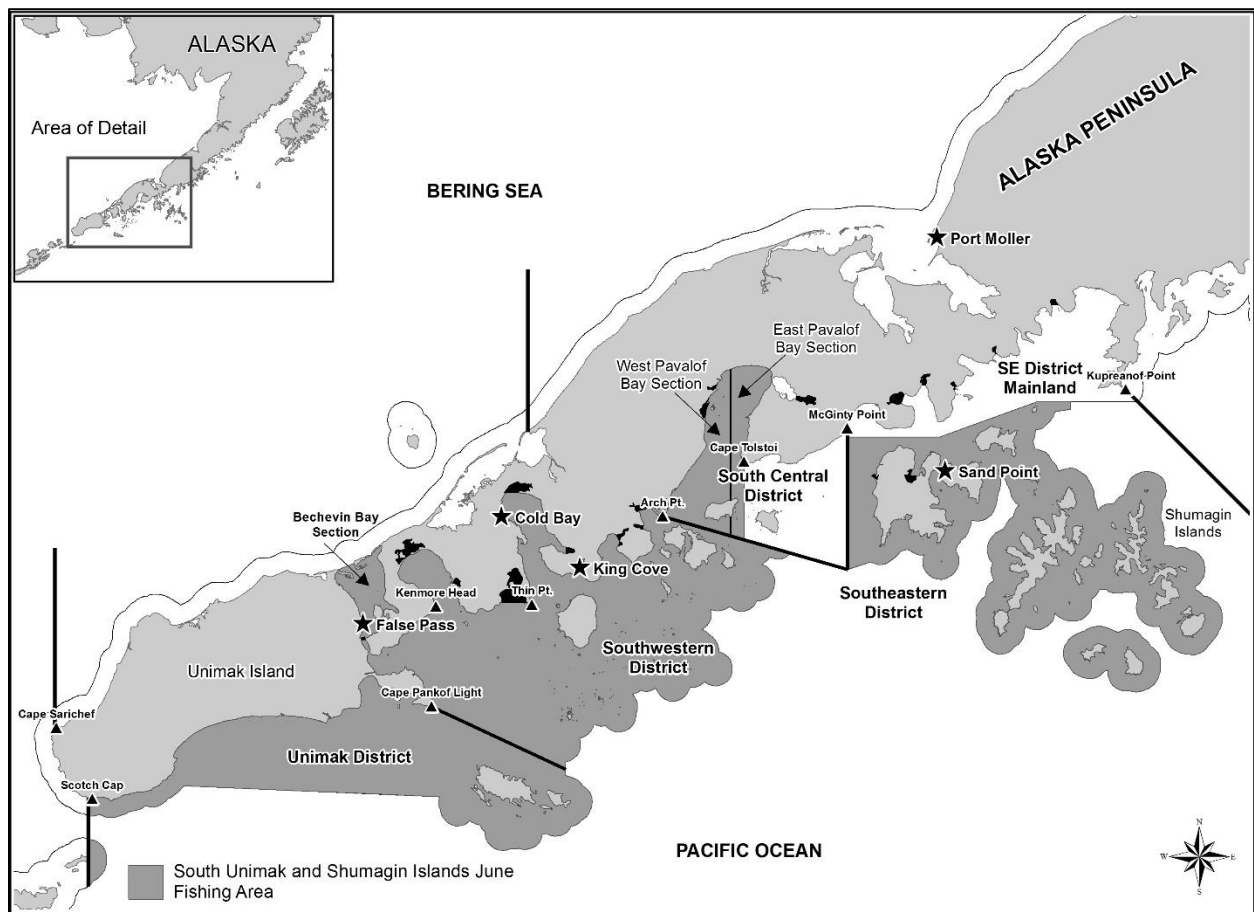 ALASKA
Area of Detail
BERING SEA
ALASKA PENINSULA
Port Moller
East Pavalof
Bay Section
West Pavalof
Bay Section
SE District
Mainland
Kupreanof Point
McGinty Point
Cape Tolstoi
South Central
District
Sand Point
Arch Pt.
Shumagin
Islands
Cold Bay
Bechevin Bay
Section
King Cove
Kenmore Head
Thin Pt.
Southeastern
District
False Pass
Southwestern
District
Unimak Island
Cape Pankof Light
Cape Sarichef
Unimak District
Scotch Cap
PACIFIC OCEAN
South Unimak and Shumagin Islands June
Fishing Area
N
W
E
S